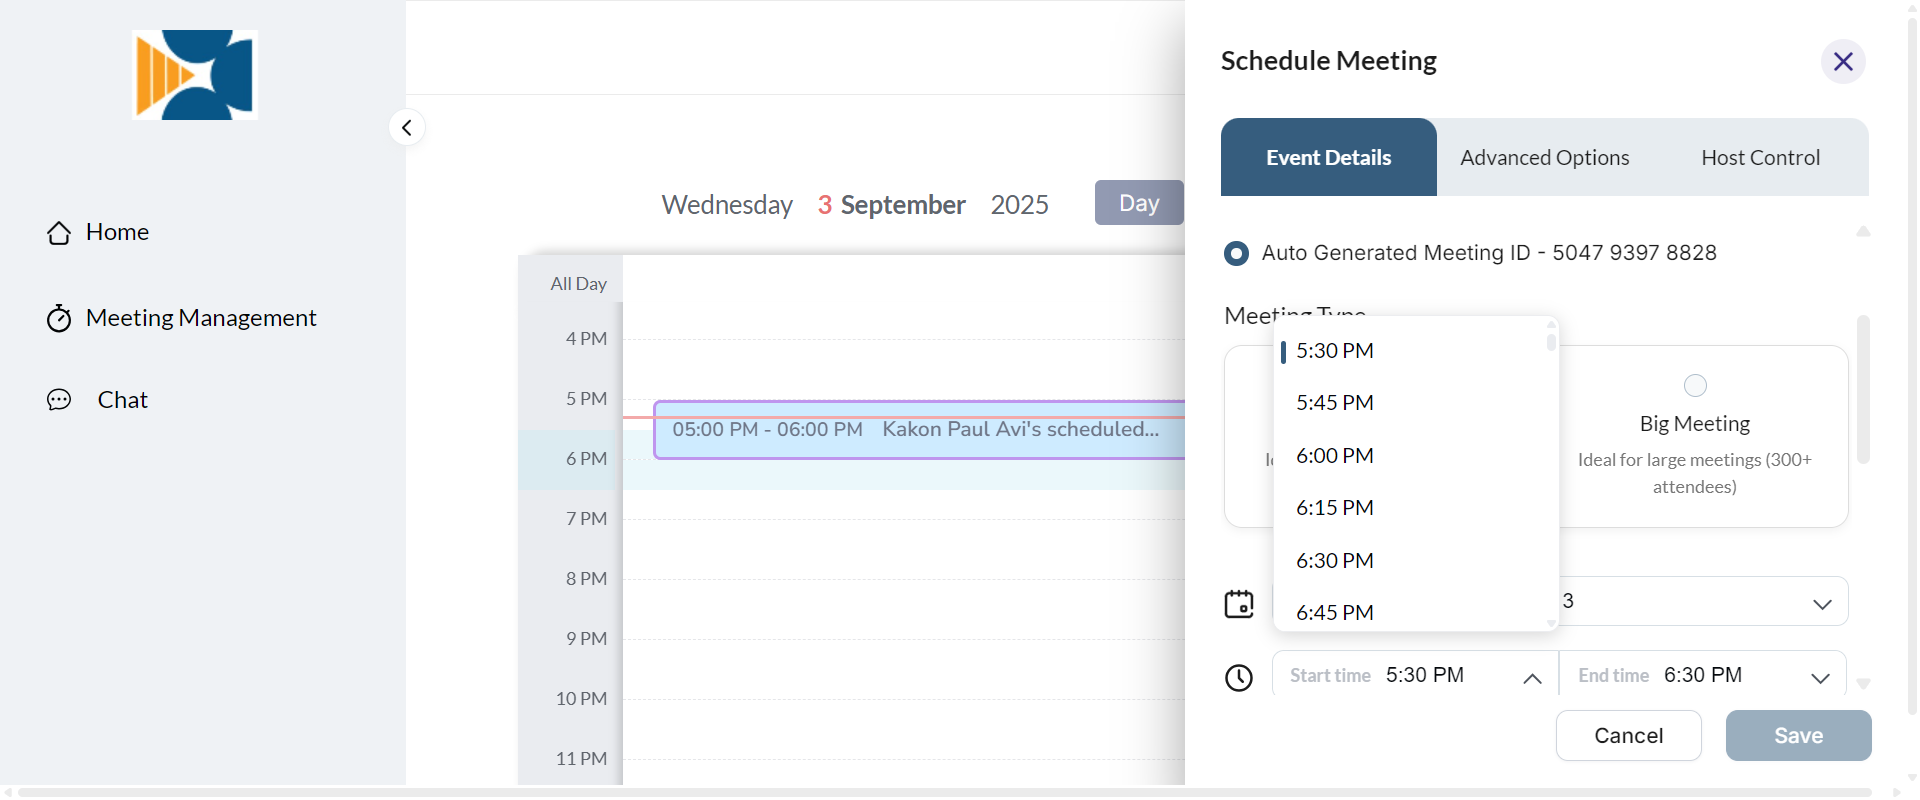 Schedule Meeting
Event Details
Advanced Options
Host Control
Home
Meeting Management
Chat
Wednesday 3 September 2025
Day
All Day
4 PM
5 PM
05:00 PM - 06:00 PM Kakon Paul Avi's scheduled...
6 PM
7 PM
8 PM
9 PM
10 PM
11 PM
Auto Generated Meeting ID - 5047 9397 8828
Meeting Type
5:30 PM
5:45 PM
6:00 PM
6:15 PM
6:30 PM
6:45 PM
Big Meeting
Ideal for large meetings (300+
attendees)
3
Start time 5:30 PM
End time 6:30 PM
Cancel
Save